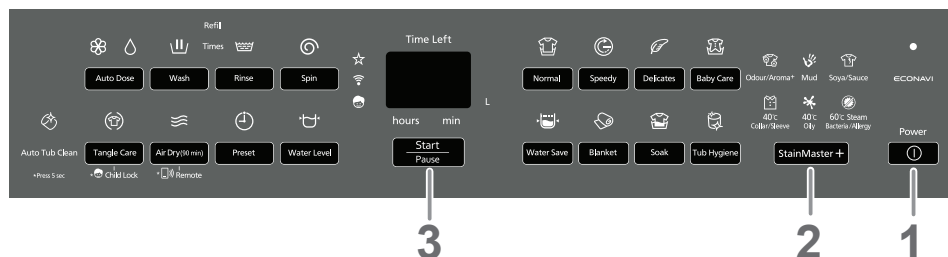 Refill
Times
Auto Dose
Wash
Rinse
Spin
Auto Tub Clean
*Press 5 sec
Tangle Care
Air Dry(90 min)
Preset
Water Level
* Child Lock
* Remote
Time Left
L
hours min
Start
Pause
Normal
Speedy
Delicates
Baby Care
Water Save
Blanket
Soak
Tub Hygiene
Odour/Aroma+ Mud Soya/Sauce
40℃ 40℃ 60℃ Steam
Collar/Sleeve Oily Bacteria/Allergy
StainMaster+
ECONAVI
Power
3 2 1